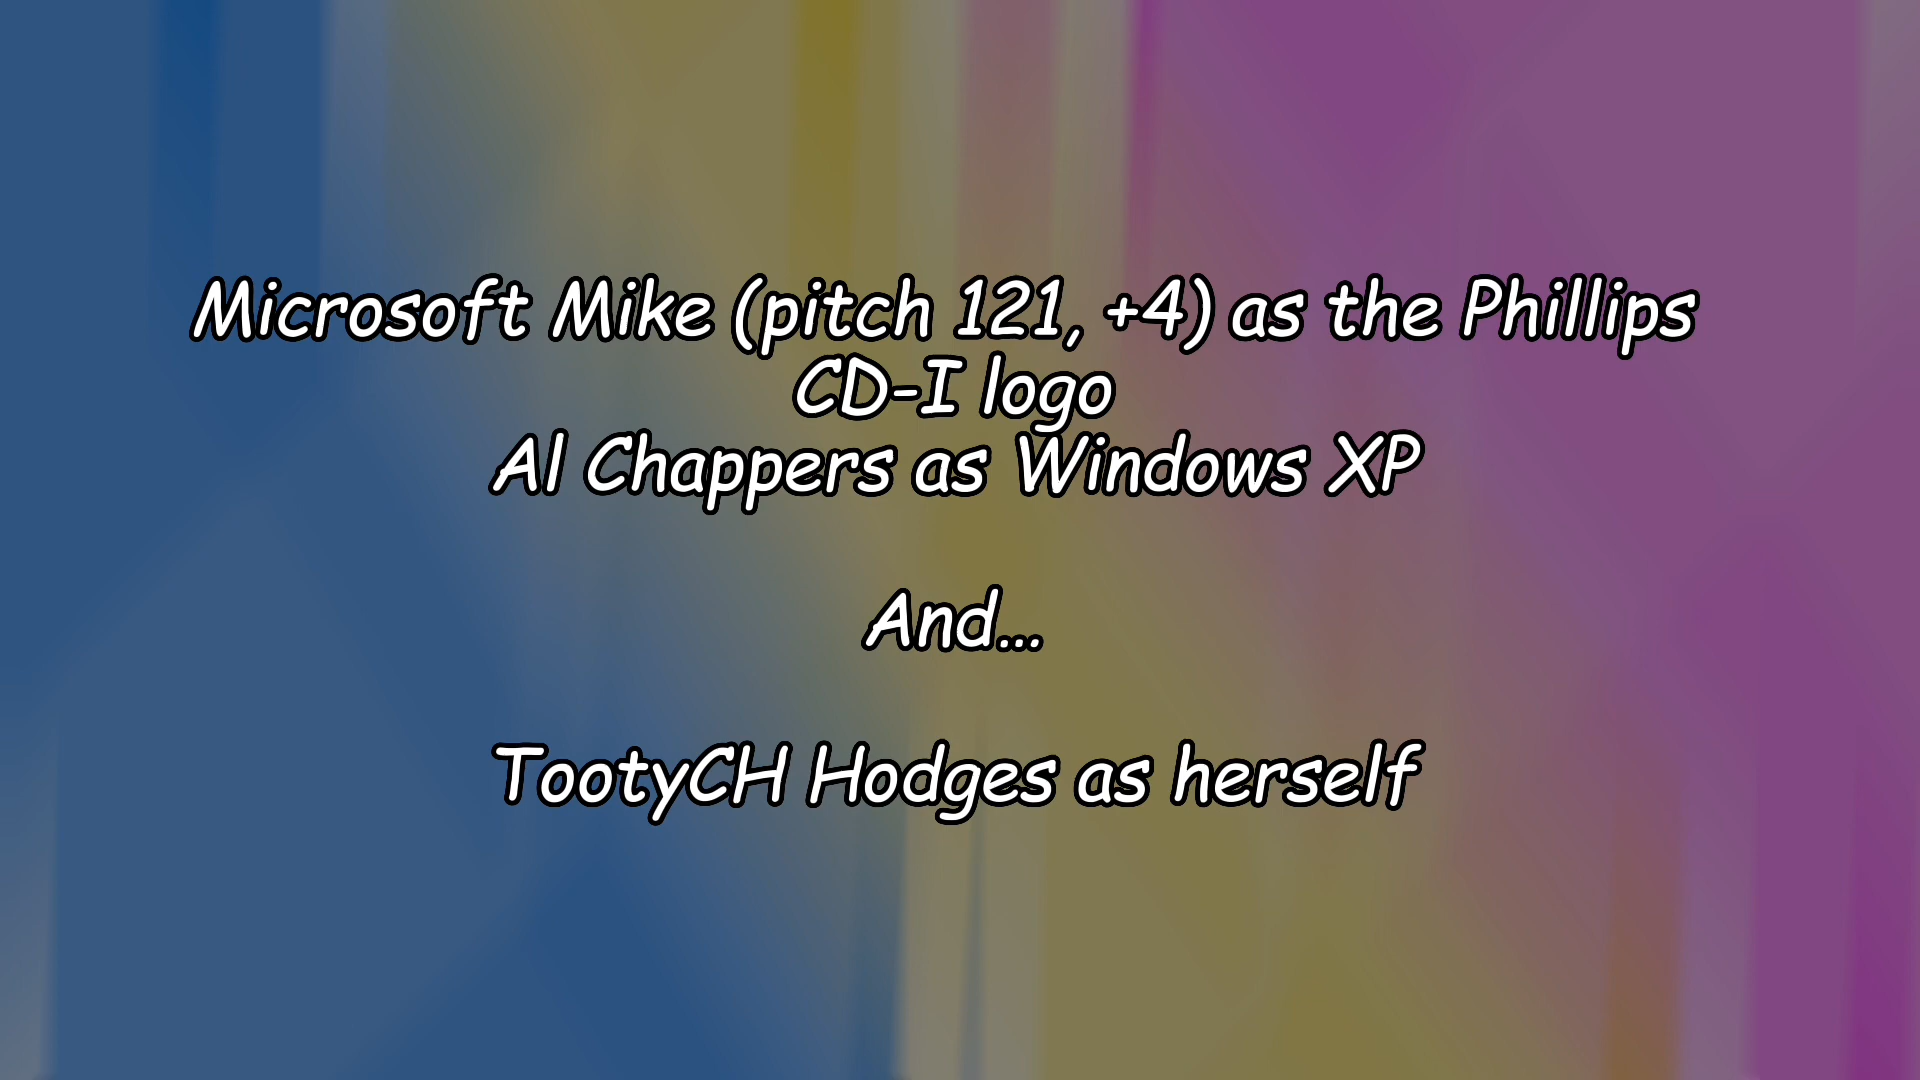 Microsoft Mike (pitch 121, +4) as the Phillips
CD-I logo
Al Chappers as Windows XP
And...
TootyCH Hodges as herself